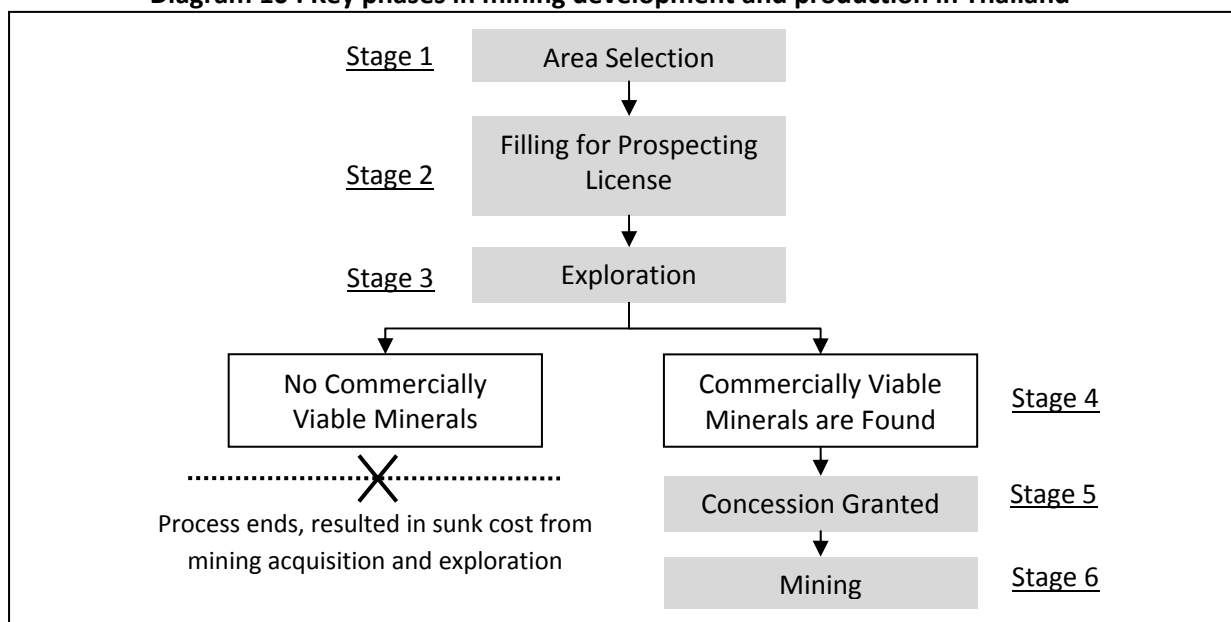 Diagram 10 : Key phases in mining development and production in Thailand
Stage 1
Area Selection
Stage 2
Filling for Prospecting
License
Stage 3
Exploration
No Commercially
Viable Minerals
Commercially Viable
Minerals are Found
Stage 4
Process ends, resulted in sunk cost from
mining acquisition and exploration
Concession Granted
Stage 5
Mining
Stage 6